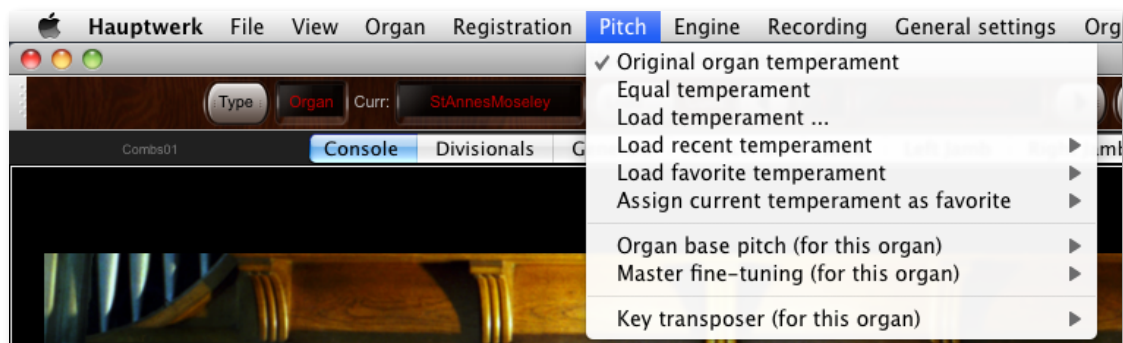 Hauptwerk File View Organ Registration Pitch Engine Recording General settings Org
Type Organ Curr: StAnnesMoseley
Combs01 Console Divisionals G
✓ Original organ temperament
Equal temperament
Load temperament ...
Load recent temperament
Load favorite temperament
Assign current temperament as favorite
Organ base pitch (for this organ)
Master fine-tuning (for this organ)
Key transposer (for this organ)